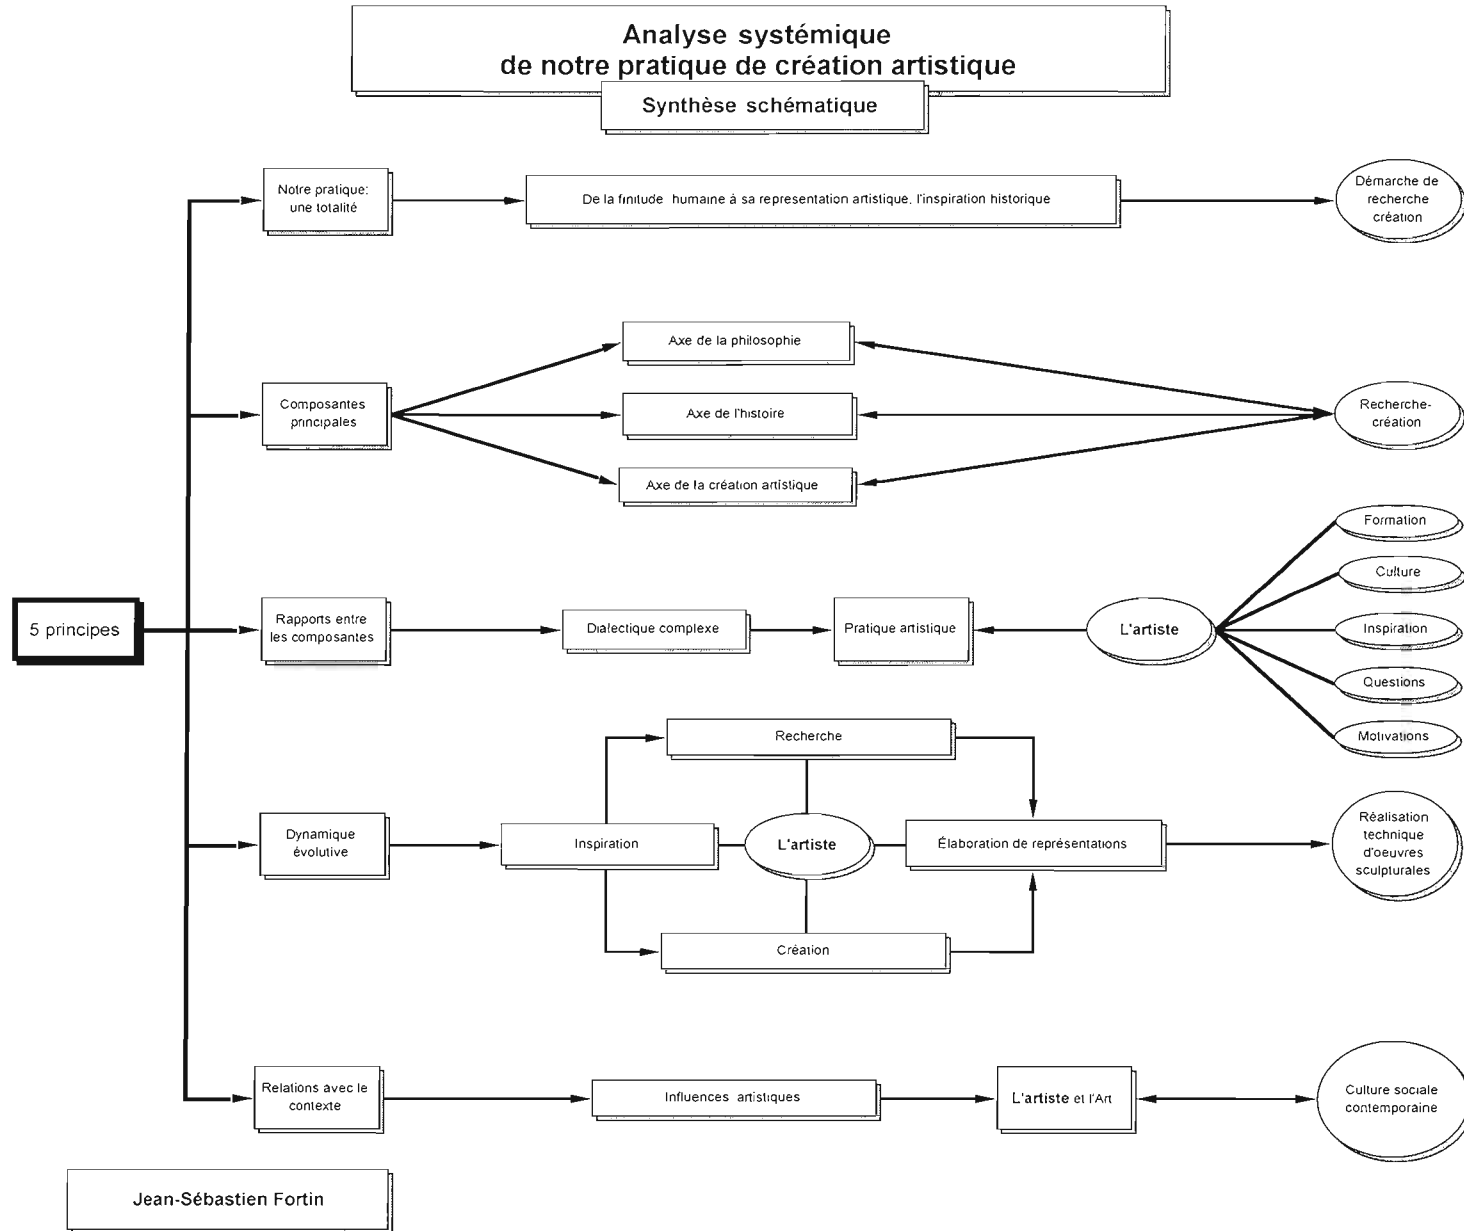 Analyse systémique
de notre pratique de création artistique
Synthèse schématique
Notre pratique:
une totalité
De la finitude humaine à sa representation artistique, l'inspiration historique
Démarche de
recherche
création
Axe de la philosophie
Composantes
principales
Axe de l'histoire
Recherche-
création
Axe de la création artistique
5 principes
Rapports entre
les composantes
Dialectique complexe
Pratique artistique
L'artiste
Formation
Culture
Inspiration
Questions
Motivations
Recherche
Dynamique
évolutive
Inspiration
L'artiste
Élaboration de représentations
Réalisation
technique
d'oeuvres
sculpturales
Création
Relations avec le
contexte
Influences artistiques
L'artiste et l'Art
Culture sociale
contemporaine
Jean-Sébastien Fortin